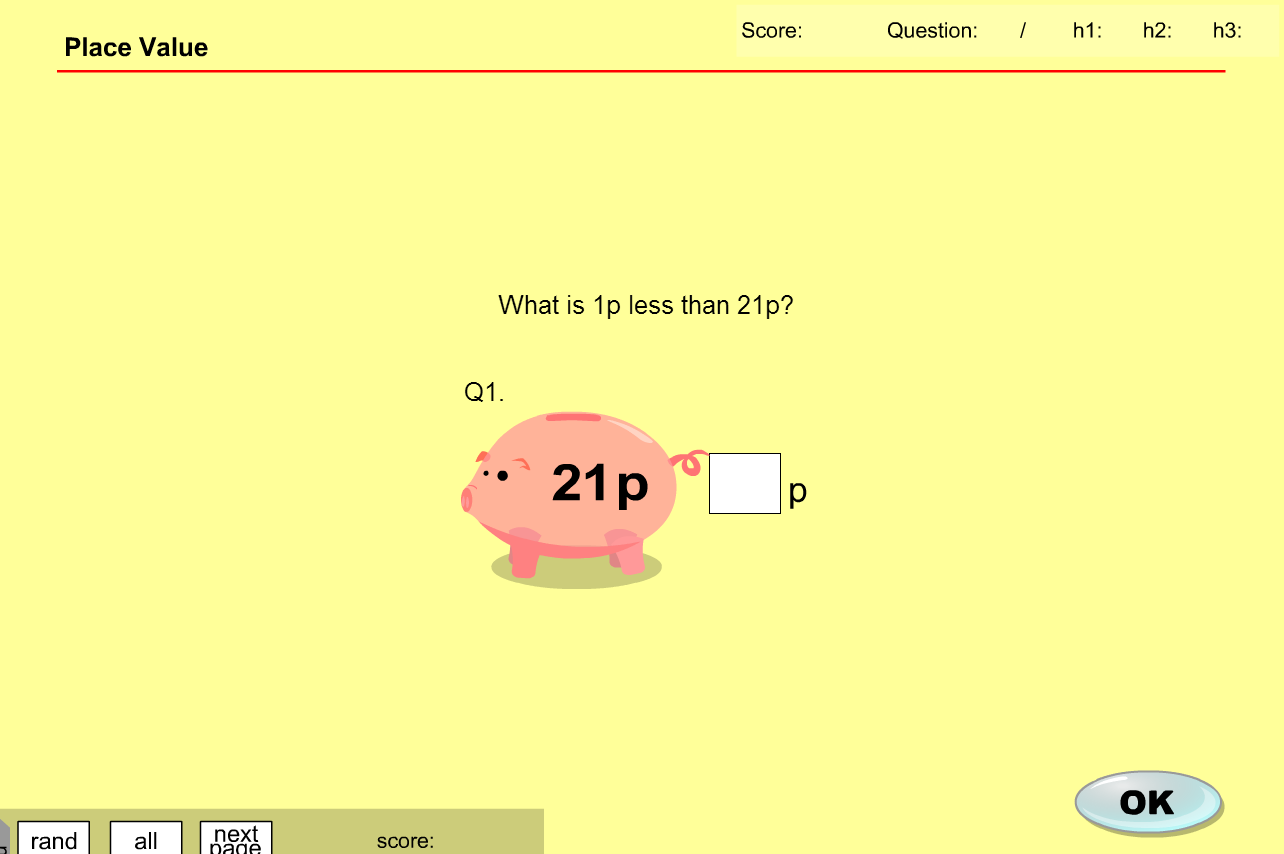 Place Value
Score: Question: / h1: h2: h3:
What is 1p less than 21p?
Q1.
21p
p
OK
rand all next page score: